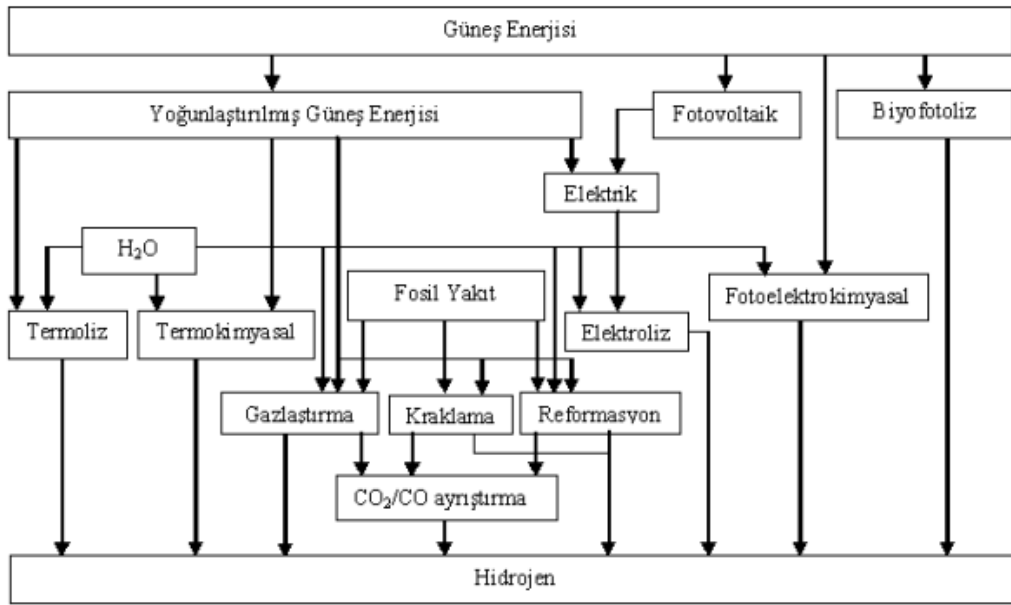 Güneş Enerjisi
Yoğunlaştırılmış Güneş Enerjisi
Fotovoltaik
Biyofotoliz
Elektrik
H₂O
Fosil Yakıt
Fotoelektrokimyasal
Termoliz
Termokimyasal
Elektroliz
Gazlaştırma
Kraklama
Reformasyon
CO₂/CO ayrıştırma
Hidrojen